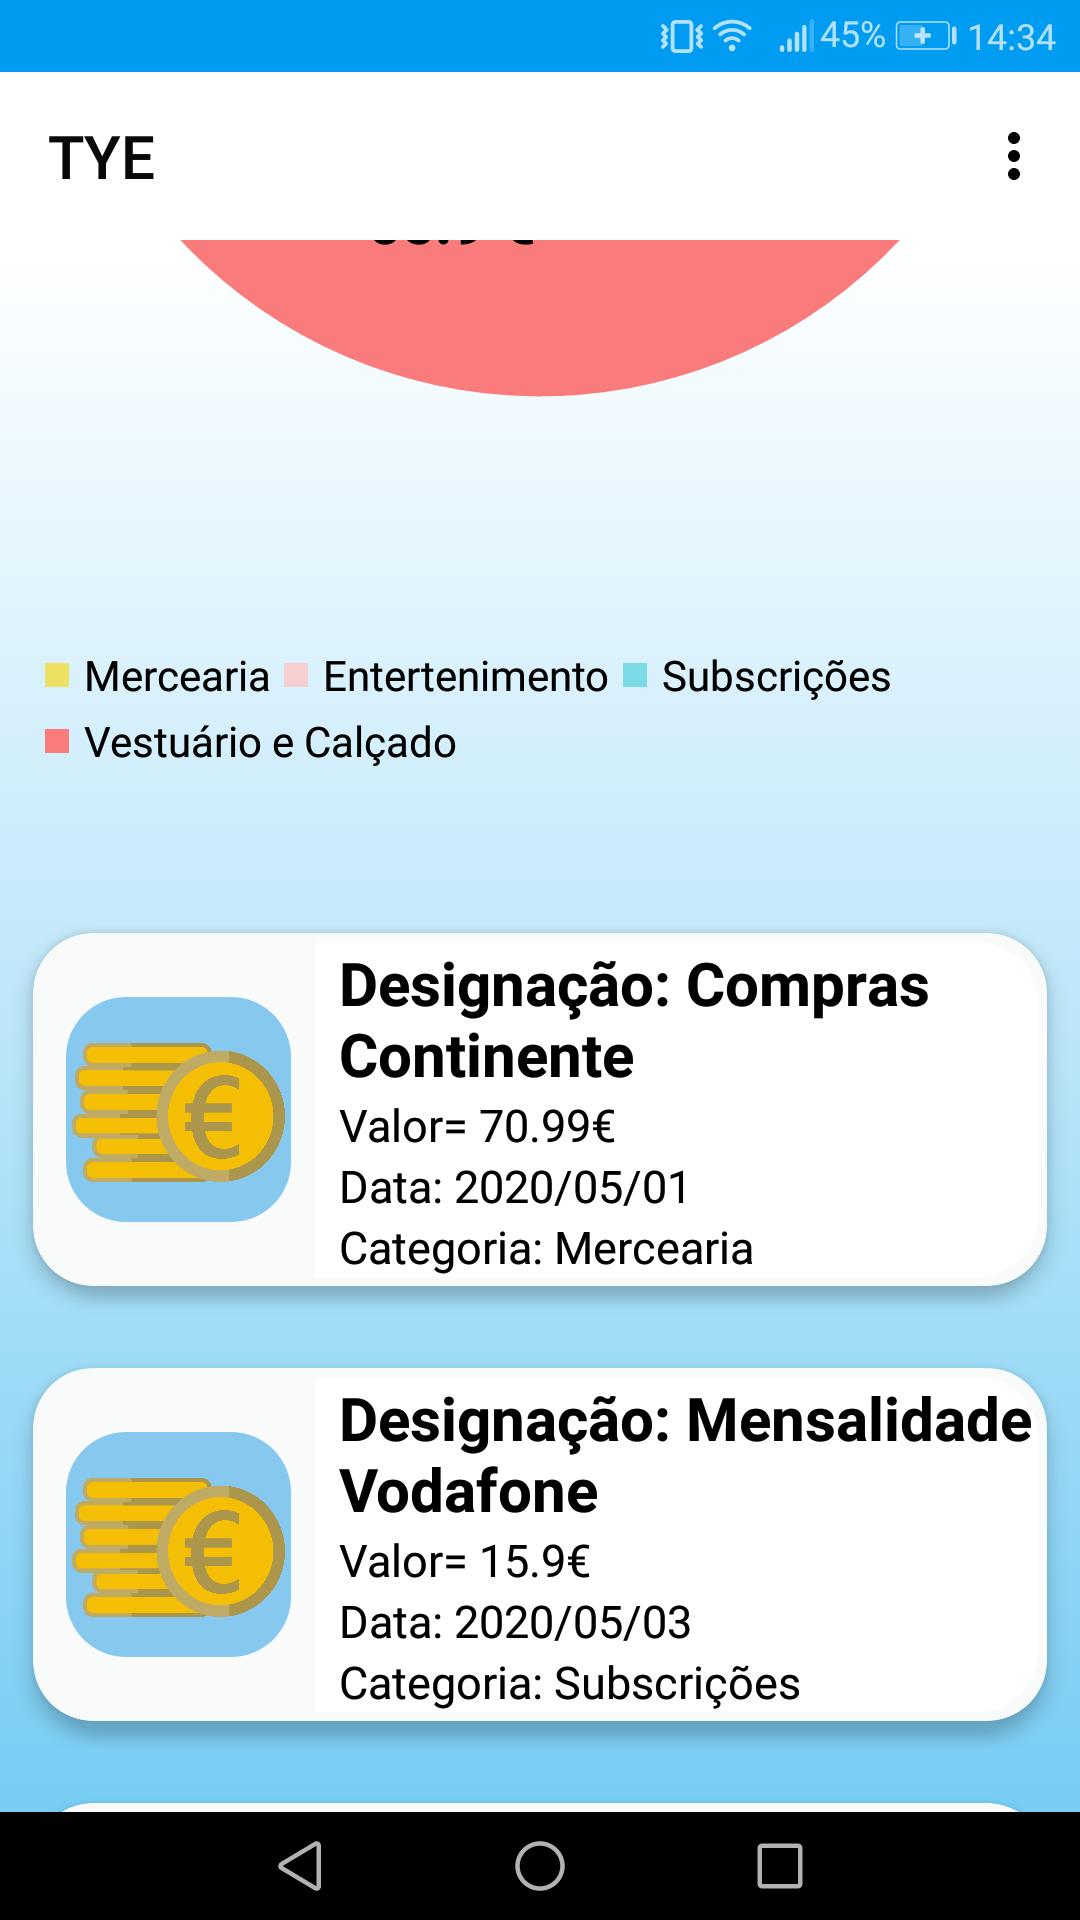 45% 14:34
TYE
Mercearia Entertenimento Subscrições
Vestuário e Calçado
Designação: Compras
Continente
Valor= 70.99€
Data: 2020/05/01
Categoria: Mercearia
Designação: Mensalidade
Vodafone
Valor= 15.9€
Data: 2020/05/03
Categoria: Subscrições